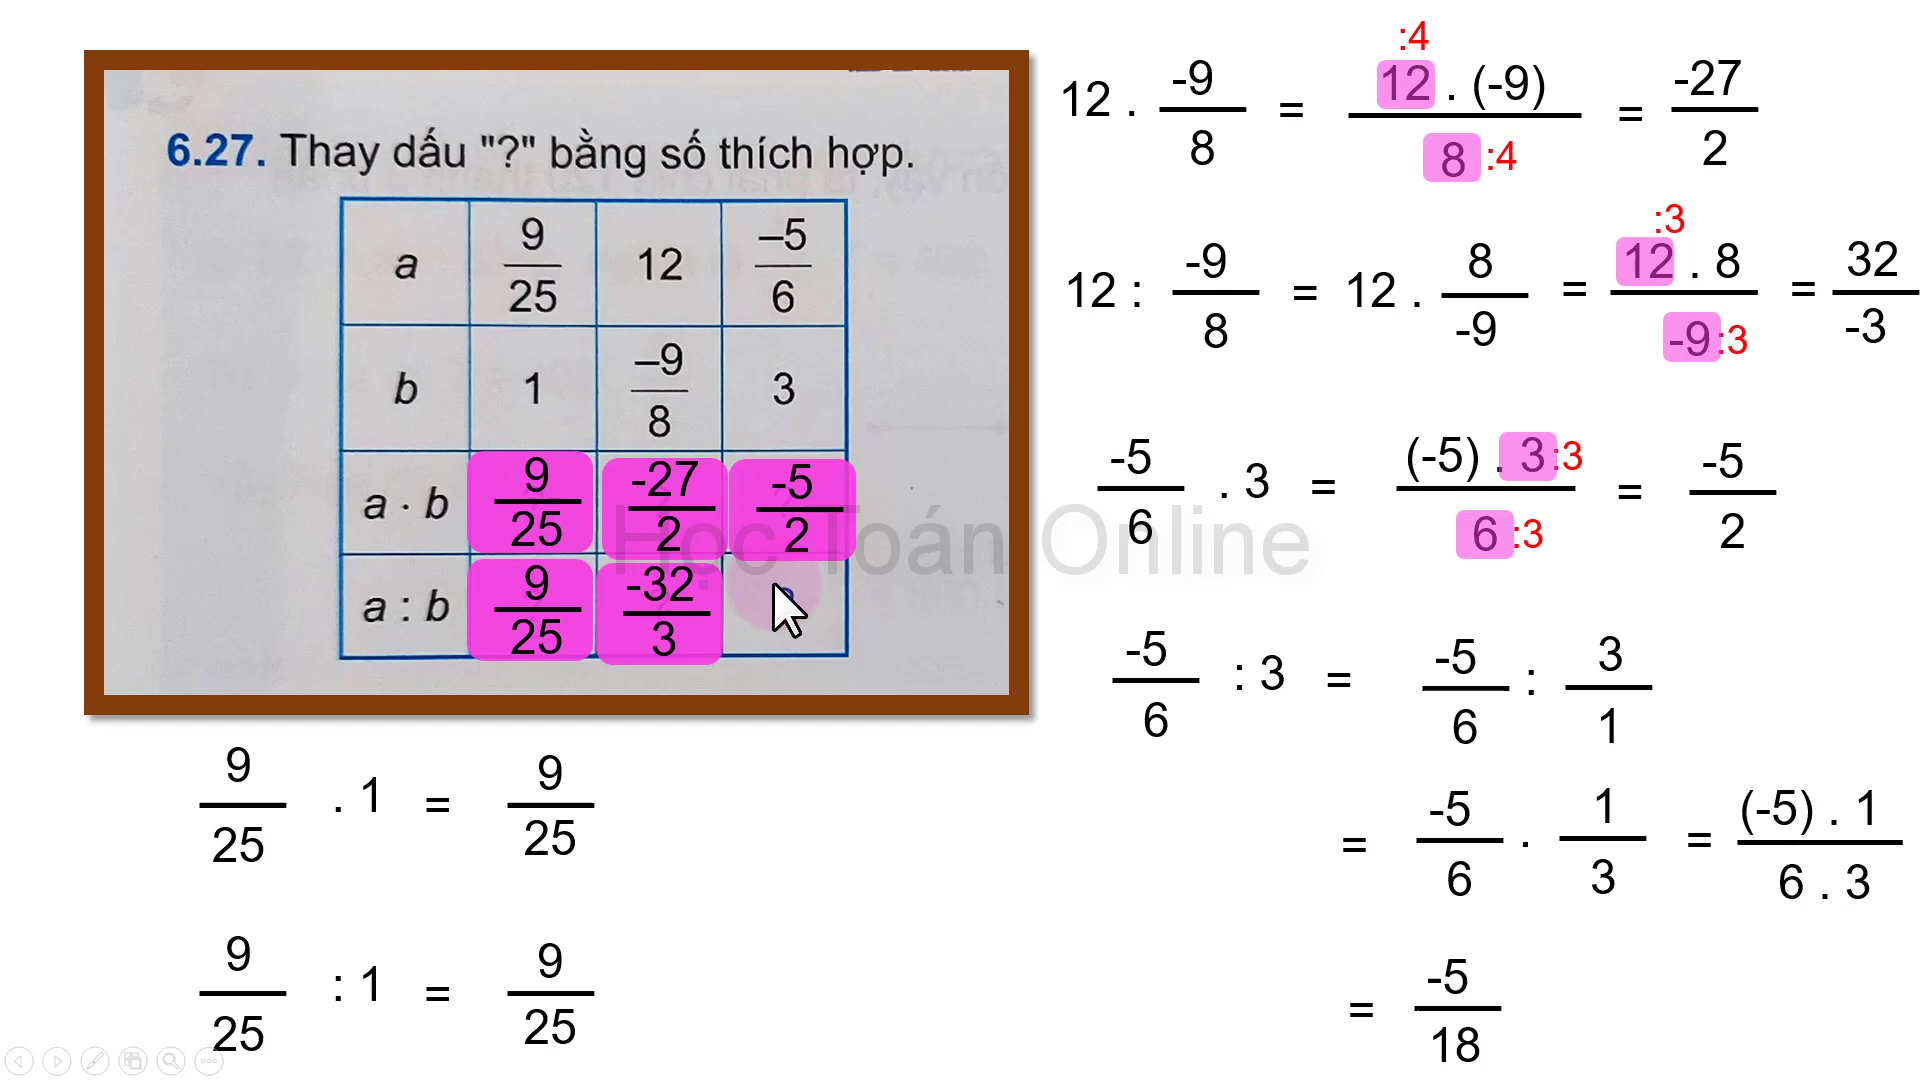 6.27. Thay dấu "?" bằng số thích hợp.
a 9/25 12 –5/6
b 1 –9/8 3
a · b 9/25 -27/2 -5/2
a : b 9/25 -32/3
Học Toán Online
9/25 . 1 = 9/25
9/25 : 1 = 9/25
:4
12 . -9/8 = 12 . (-9)/8 = -27/2
:4
:3
12 : -9/8 = 12 . 8/-9 = 12 . 8/-9 = 32/-3
:3
-5/6 . 3 = (-5) . 3:3/6:3 = -5/2
-5/6 : 3 = -5/6 : 3/1
= -5/6 . 1/3 = (-5) . 1/6 . 3
= -5/18